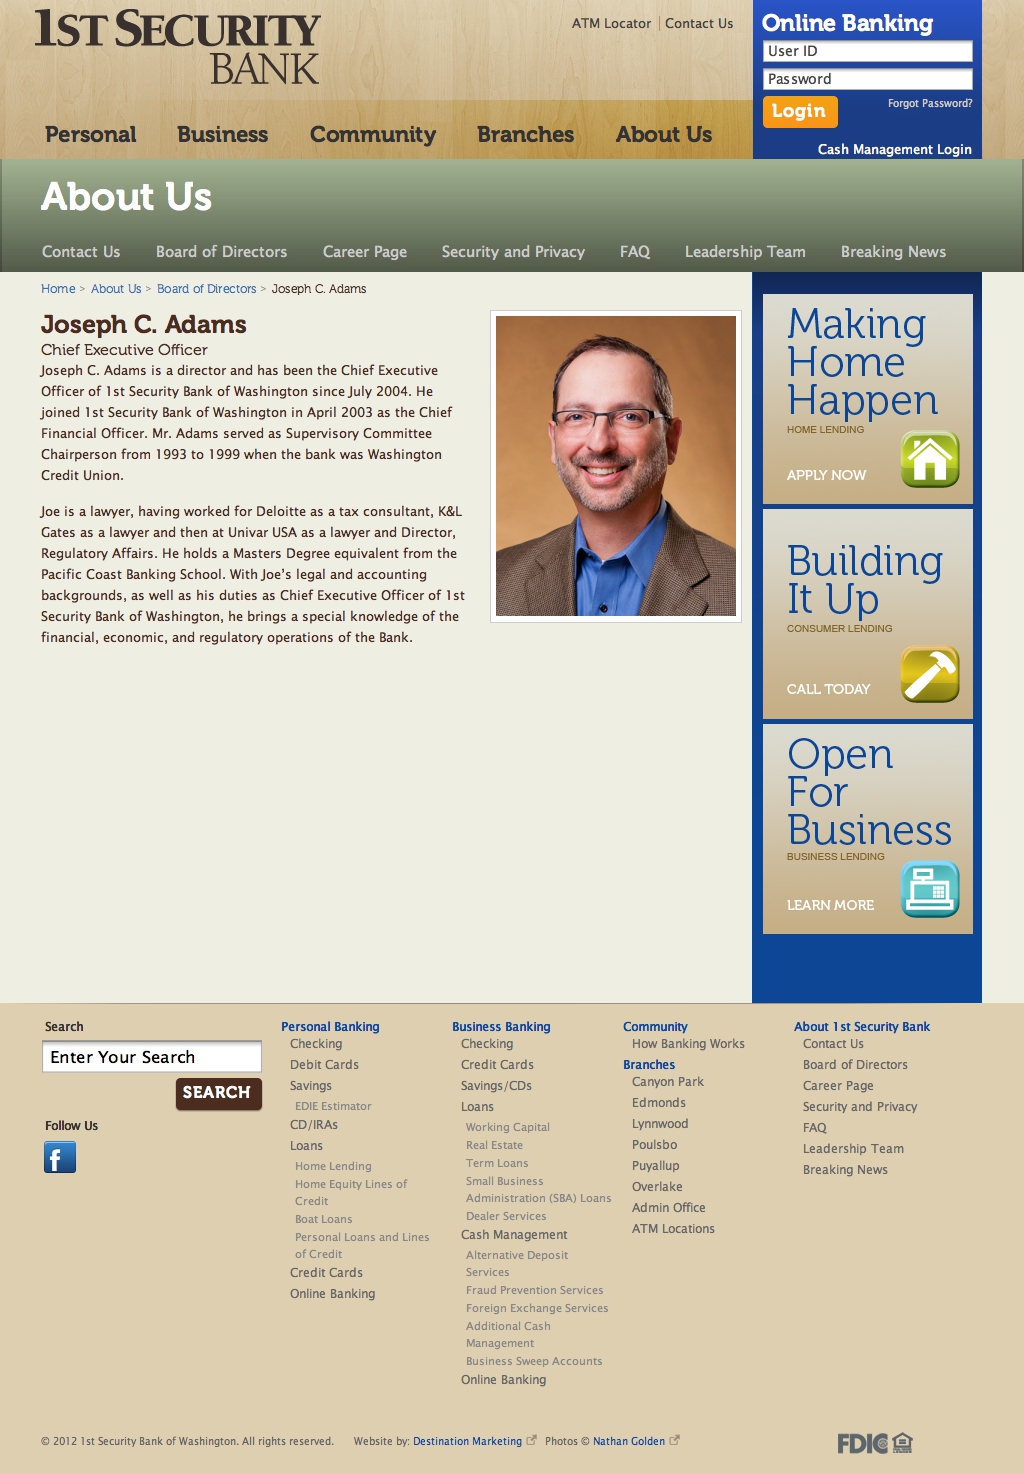 1ST SECURITY
BANK
ATM Locator
Contact Us
Online Banking
User ID
Password
Login
Forgot Password?
Cash Management Login
Personal
Business
Community
Branches
About Us
About Us
Contact Us
Board of Directors
Career Page
Security and Privacy
FAQ
Leadership Team
Breaking News
Home > About Us > Board of Directors > Joseph C. Adams
Joseph C. Adams
Chief Executive Officer
Joseph C. Adams is a director and has been the Chief Executive
Officer of 1st Security Bank of Washington since July 2004. He
joined 1st Security Bank of Washington in April 2003 as the Chief
Financial Officer. Mr. Adams served as Supervisory Committee
Chairperson from 1993 to 1999 when the bank was Washington
Credit Union.
Joe is a lawyer, having worked for Deloitte as a tax consultant, K&L
Gates as a lawyer and then at Univar USA as a lawyer and Director,
Regulatory Affairs. He holds a Masters Degree equivalent from the
Pacific Coast Banking School. With Joe's legal and accounting
backgrounds, as well as his duties as Chief Executive Officer of 1st
Security Bank of Washington, he brings a special knowledge of the
financial, economic, and regulatory operations of the Bank.
Making
Home
Happen
HOME LENDING
APPLY NOW
Building
It Up
CONSUMER LENDING
CALL TODAY
Open
For
Business
BUSINESS LENDING
LEARN MORE
Search
Enter Your Search
SEARCH
Follow Us
f
Personal Banking
Checking
Debit Cards
Savings
EDIE Estimator
CD/IRAs
Loans
Home Lending
Home Equity Lines of
Credit
Boat Loans
Personal Loans and Lines
of Credit
Credit Cards
Online Banking
Business Banking
Checking
Credit Cards
Savings/CDs
Loans
Working Capital
Real Estate
Term Loans
Small Business
Administration (SBA) Loans
Dealer Services
Cash Management
Alternative Deposit
Services
Fraud Prevention Services
Foreign Exchange Services
Additional Cash
Management
Business Sweep Accounts
Online Banking
Community
How Banking Works
Branches
Canyon Park
Edmonds
Lynnwood
Poulsbo
Puyallup
Overlake
Admin Office
ATM Locations
About 1st Security Bank
Contact Us
Board of Directors
Career Page
Security and Privacy
FAQ
Leadership Team
Breaking News
© 2012 1st Security Bank of Washington. All rights reserved.
Website by: Destination Marketing
Photos © Nathan Golden
FDIC